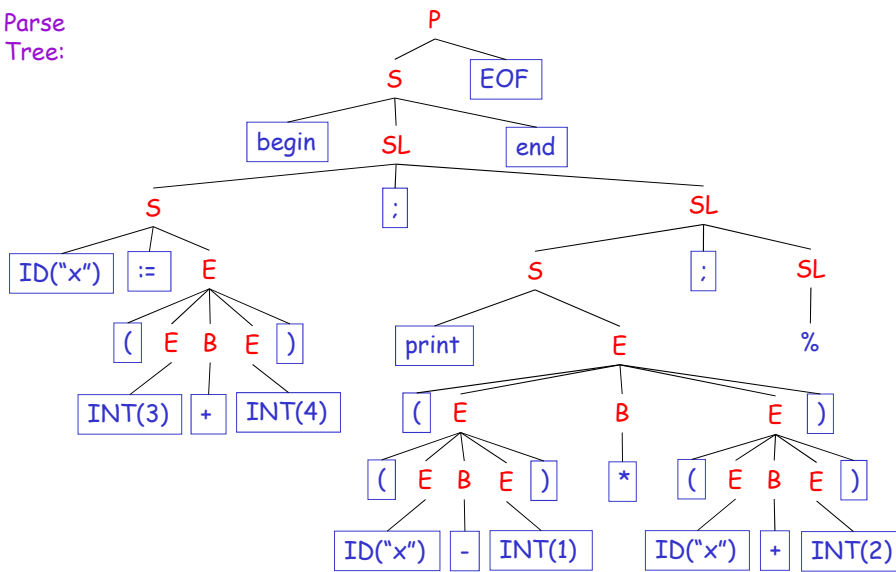 Parse P
Tree:
S EOF
begin SL end
S ; SL
ID(“x”) := E S ; SL
( E B E ) print E %
INT(3) + INT(4) ( E B E )
( E B E ) * ( E B E )
ID(“x”) - INT(1) ID(“x”) + INT(2)